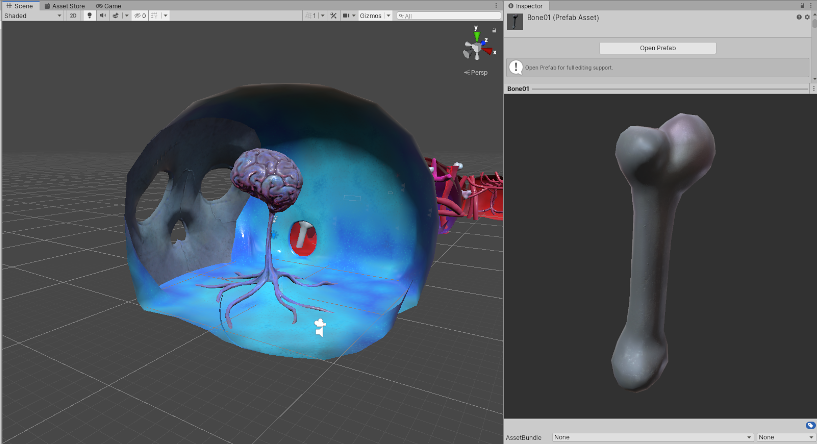 Scene
Asset Store
Game
Inspector
Shaded
2D
0
1
Gizmos
All
Bone01 (Prefab Asset)
Open Prefab
Open Prefab for full editing support.
Bone01
y
z
x
Persp
AssetBundle
None
None